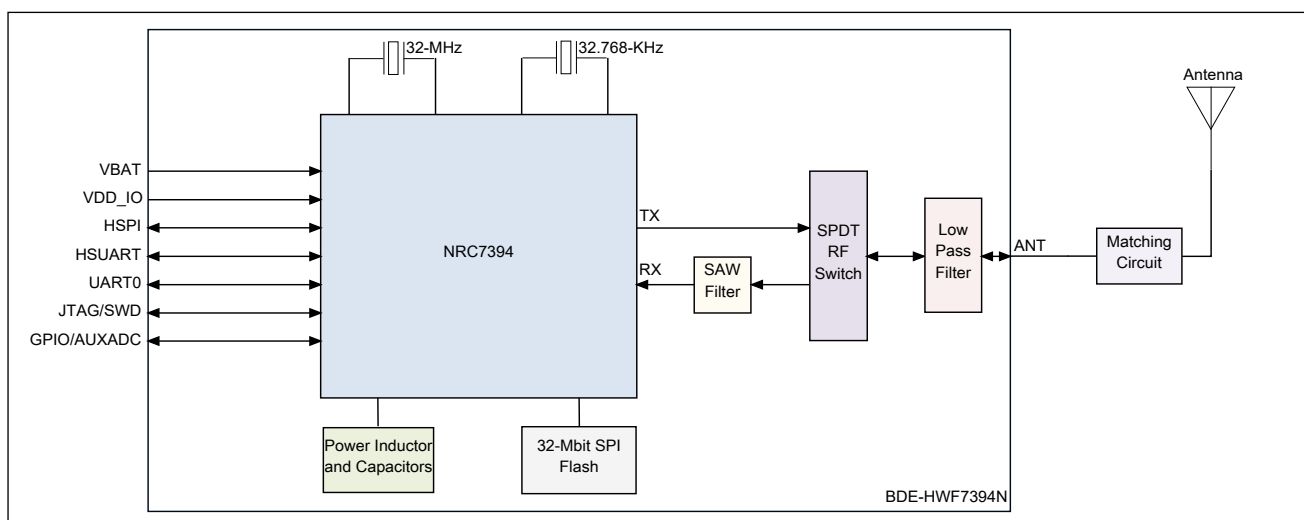 32-MHz
32.768-KHz
Antenna
VBAT
VDD_IO
HSPI
HSUART
UART0
JTAG/SWD
GPIO/AUXADC
NRC7394
TX
RX
SAW
Filter
SPDT
RF
Switch
Low
Pass
Filter
ANT
Matching
Circuit
Power Inductor
and Capacitors
32-Mbit SPI
Flash
BDE-HWF7394N